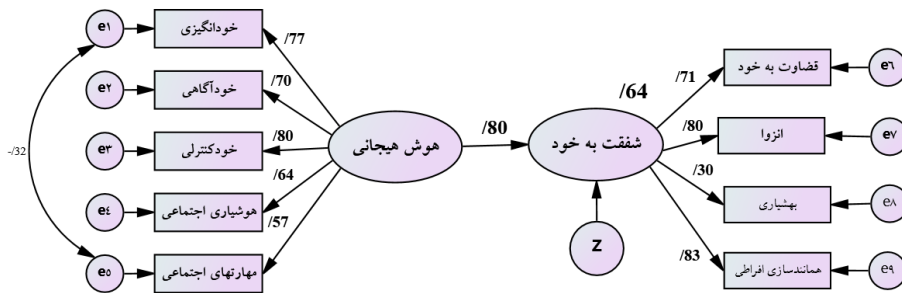 e۱
خودانگیزی
/77
e۲
خودآگاهی
/70
e۳
خودکنترلی
/80
e٤
هوشیاری اجتماعی
/64
e٥
مهارتهای اجتماعی
/57
-/32
هوش هیجانی
/80
شفقت به خود
/64
Z
/71
قضاوت به خود
e٦
/80
انزوا
e۷
/30
بهشیاری
e۸
/83
همانندسازی افراطی
e۹